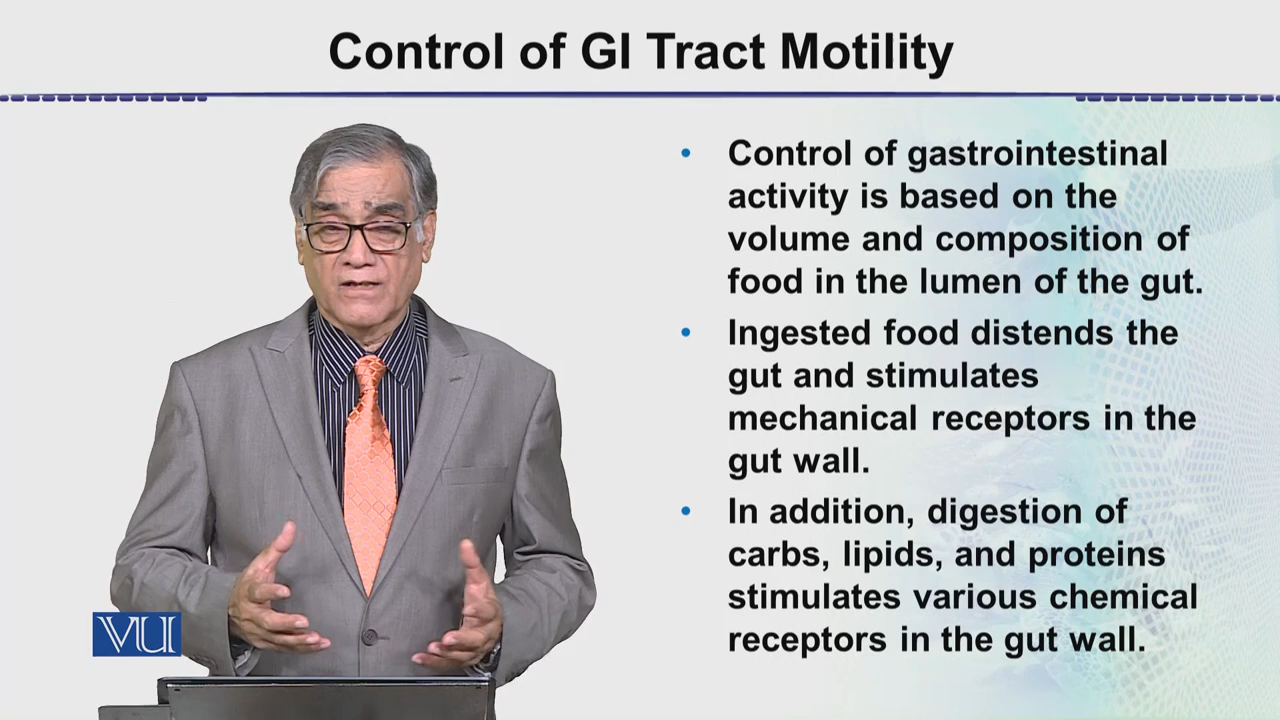 Control of GI Tract Motility
• Control of gastrointestinal
activity is based on the
volume and composition of
food in the lumen of the gut.
• Ingested food distends the
gut and stimulates
mechanical receptors in the
gut wall.
• In addition, digestion of
carbs, lipids, and proteins
stimulates various chemical
receptors in the gut wall.
VU